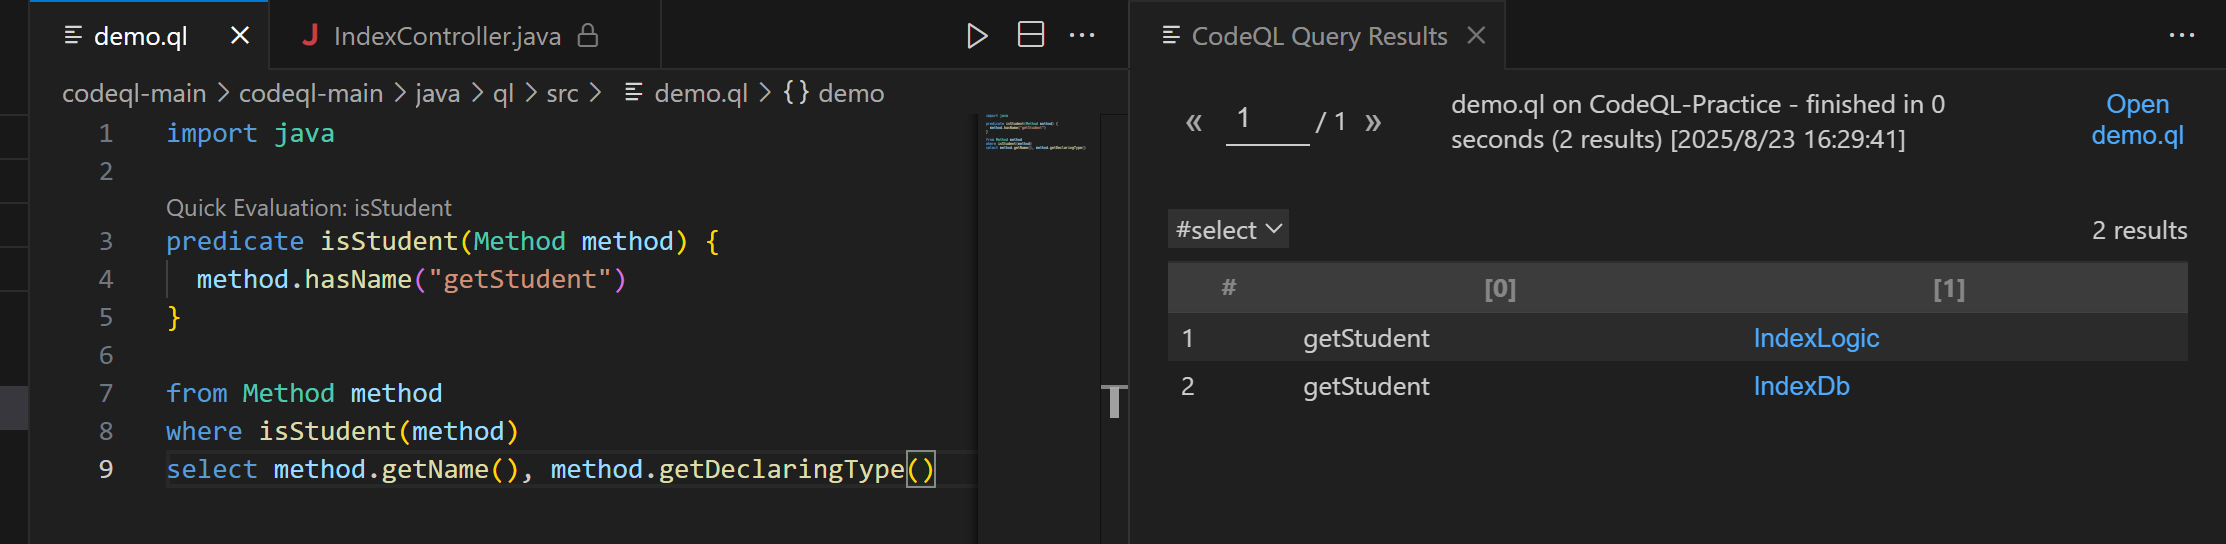 demo.ql
IndexController.java
codeql-main > codeql-main > java > ql > src > demo.ql > {} demo
1 import java
2
Quick Evaluation: isStudent
3 predicate isStudent(Method method) {
4 method.hasName("getStudent")
5 }
6
7 from Method method
8 where isStudent(method)
9 select method.getName(), method.getDeclaringType()
CodeQL Query Results
« 1 / 1 »
demo.ql on CodeQL-Practice - finished in 0
seconds (2 results) [2025/8/23 16:29:41]
Open
demo.ql
#select
2 results
# [0] [1]
1 getStudent IndexLogic
2 getStudent IndexDb